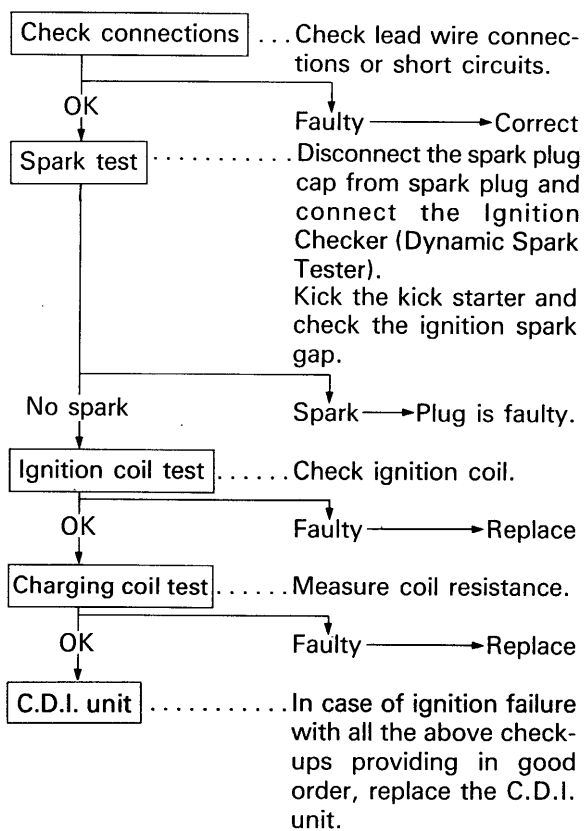 Check connections ... Check lead wire connec-
tions or short circuits.
OK
Faulty Correct
Spark test .......... Disconnect the spark plug
cap from spark plug and
connect the Ignition
Checker (Dynamic Spark
Tester).
Kick the kick starter and
check the ignition spark
gap.
No spark Spark Plug is faulty.
Ignition coil test ...... Check ignition coil.
OK Faulty Replace
Charging coil test ...... Measure coil resistance.
OK Faulty Replace
C.D.I. unit ........... In case of ignition failure
with all the above check-
ups providing in good
order, replace the C.D.I.
unit.